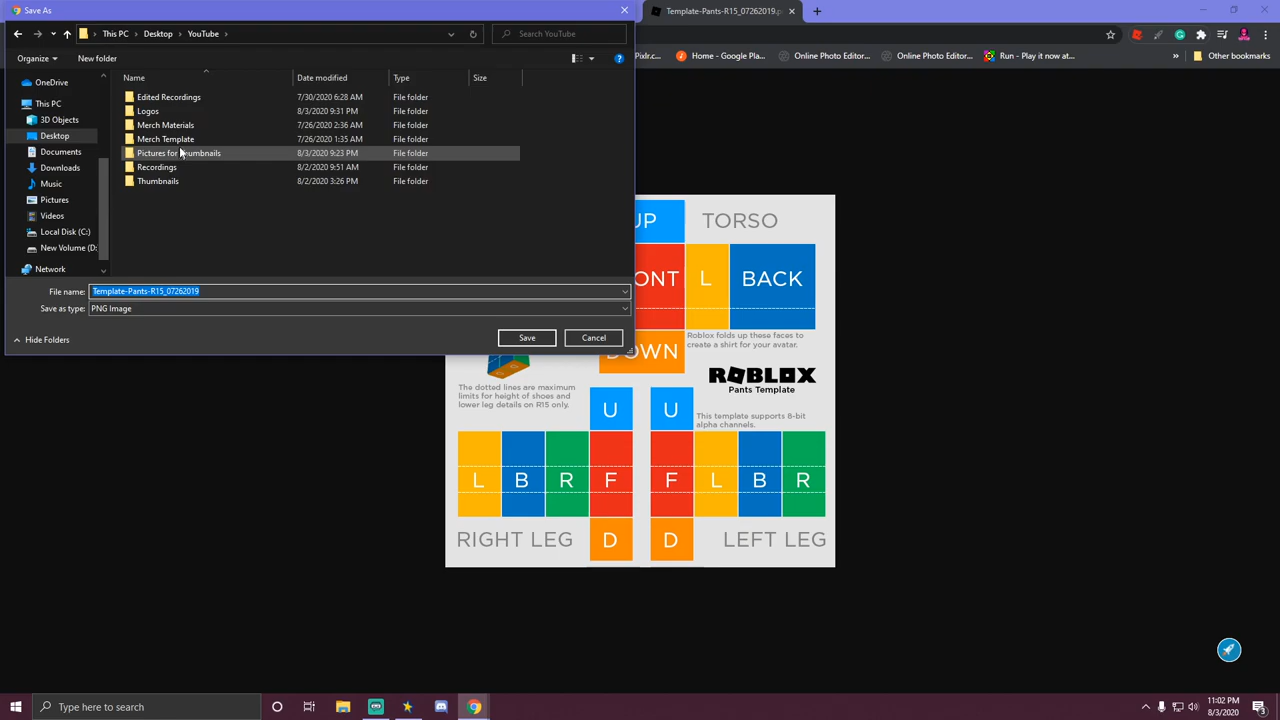 Save As
This PC > Desktop > YouTube >
Search YouTube
Organize
New folder
Name
Date modified
Type
Size
OneDrive
This PC
3D Objects
Desktop
Documents
Downloads
Music
Pictures
Videos
Local Disk (C:)
New Volume (D:
Network
Edited Recordings 7/30/2020 6:28 AM File folder
Logos 8/3/2020 9:31 PM File folder
Merch Materials 7/26/2020 2:36 AM File folder
Merch Template 7/26/2020 1:35 AM File folder
Pictures for Thumbnails 8/3/2020 9:23 PM File folder
Recordings 8/2/2020 9:51 AM File folder
Thumbnails 8/2/2020 3:26 PM File folder
File name: Template-Pants-R15_07262019
Save as type: PNG Image
Hide Folders
Save
Cancel
Template-Pants-R15_07262019.p
Pixlr.c...
Home - Google Pla...
Online Photo Editor
Online Photo Editor
Run - Play it now at...
»
Other bookmarks
UP
TORSO
ONT
L
BACK
Roblox folds up these faces to
create a shirt for your avatar.
DOWN
ROBLOX
Pants Template
The dotted lines are maximum
limits for height of shoes and
lower leg details on R15 only.
U
U
This template supports 8-bit
alpha channels.
L B R F
F L B R
RIGHT LEG
D
D
LEFT LEG
Type here to search
11:02 PM
8/3/2020
3